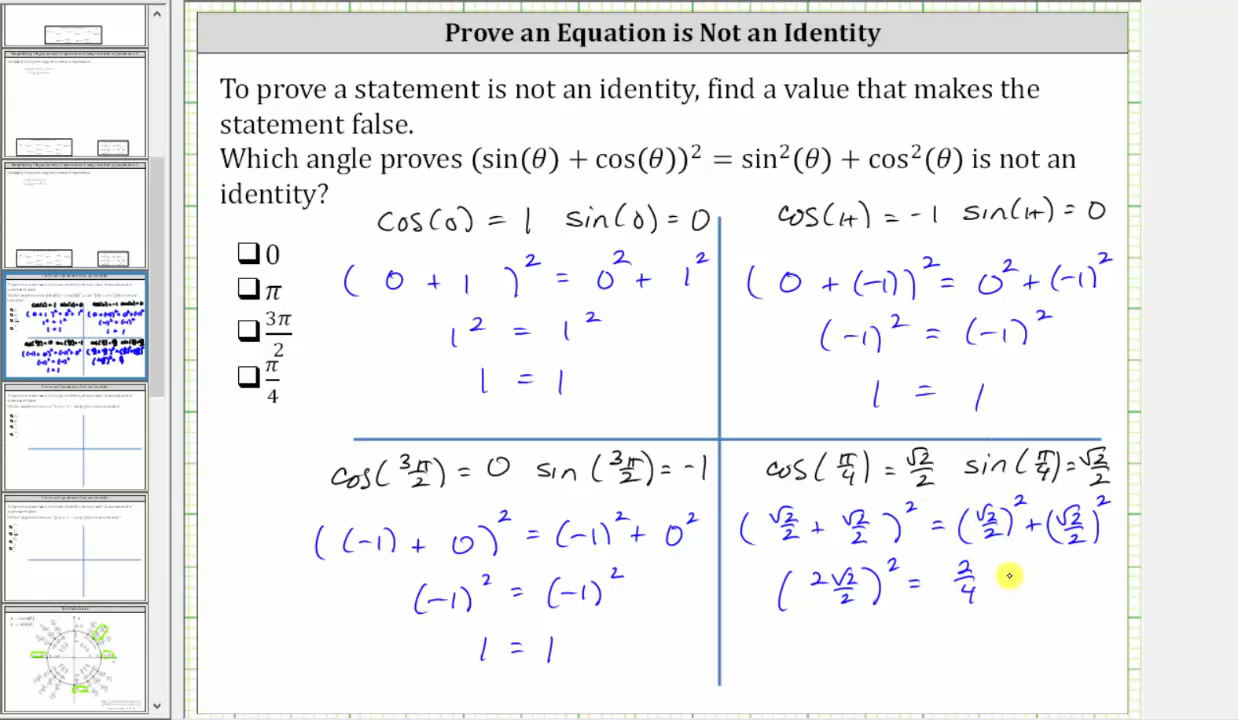 Prove an Equation is Not an Identity
To prove a statement is not an identity, find a value that makes the
statement false.
Which angle proves (sin(θ) + cos(θ))² = sin²(θ) + cos²(θ) is not an
identity?
❑ 0
❑ π
❑ 3π/2
❑ π/4
cos(0) = 1 sin(0) = 0
(0 + 1)² = 0² + 1²
1² = 1²
1 = 1
cos(π) = -1 sin(π) = 0
(0 + (-1))² = 0² + (-1)²
(-1)² = (-1)²
1 = 1
cos(3π/2) = 0 sin(3π/2) = -1
((-1) + 0)² = (-1)² + 0²
(-1)² = (-1)²
1 = 1
cos(π/4) = √2/2 sin(π/4) = √2/2
(√2/2 + √2/2)² = (√2/2)² + (√2/2)²
(2√2/2)² = 2/4